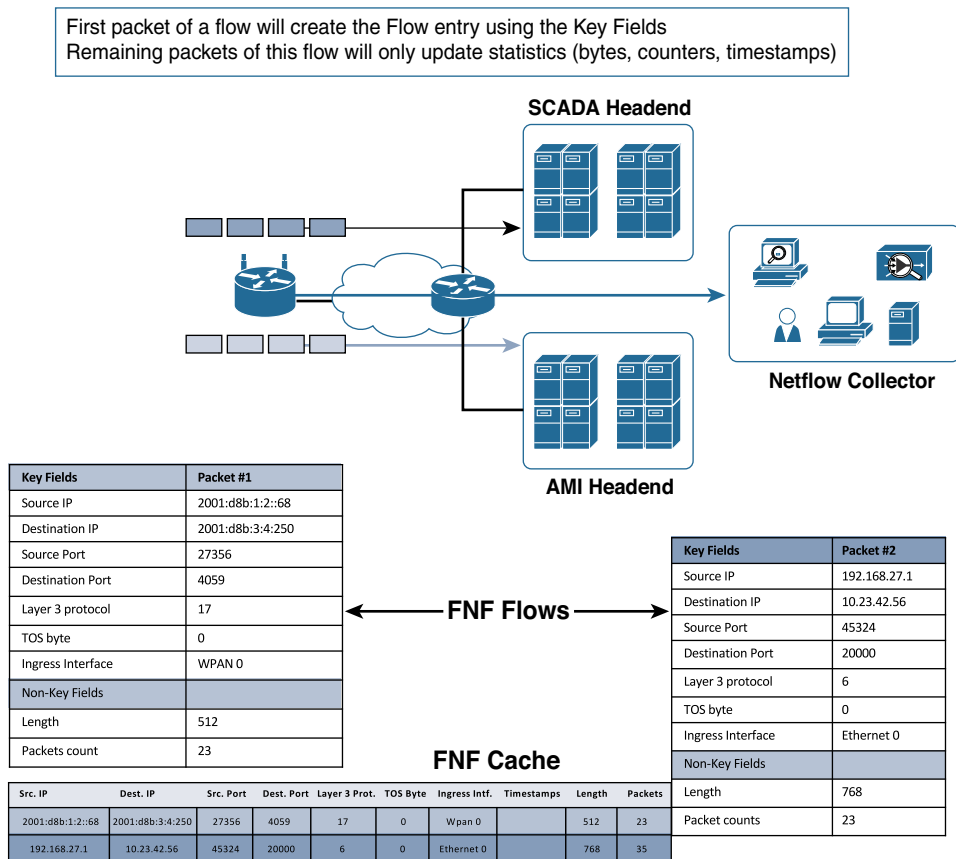 First packet of a flow will create the Flow entry using the Key Fields
Remaining packets of this flow will only update statistics (bytes, counters, timestamps)
SCADA Headend
Netflow Collector
AMI Headend
Key Fields Packet #1
Source IP 2001:d8b:1:2::68
Destination IP 2001:d8b:3:4:250
Source Port 27356
Destination Port 4059
Layer 3 protocol 17
TOS byte 0
Ingress Interface WPAN 0
Non-Key Fields
Length 512
Packets count 23
FNF Flows
Key Fields Packet #2
Source IP 192.168.27.1
Destination IP 10.23.42.56
Source Port 45324
Destination Port 20000
Layer 3 protocol 6
TOS byte 0
Ingress Interface Ethernet 0
Non-Key Fields
Length 768
Packet counts 23
FNF Cache
Src. IP Dest. IP Src. Port Dest. Port Layer 3 Prot. TOS Byte Ingress Intf. Timestamps Length Packets
2001:d8b:1:2::68 2001:d8b:3:4:250 27356 4059 17 0 Wpan 0 512 23
192.168.27.1 10.23.42.56 45324 20000 6 0 Ethernet 0 768 35